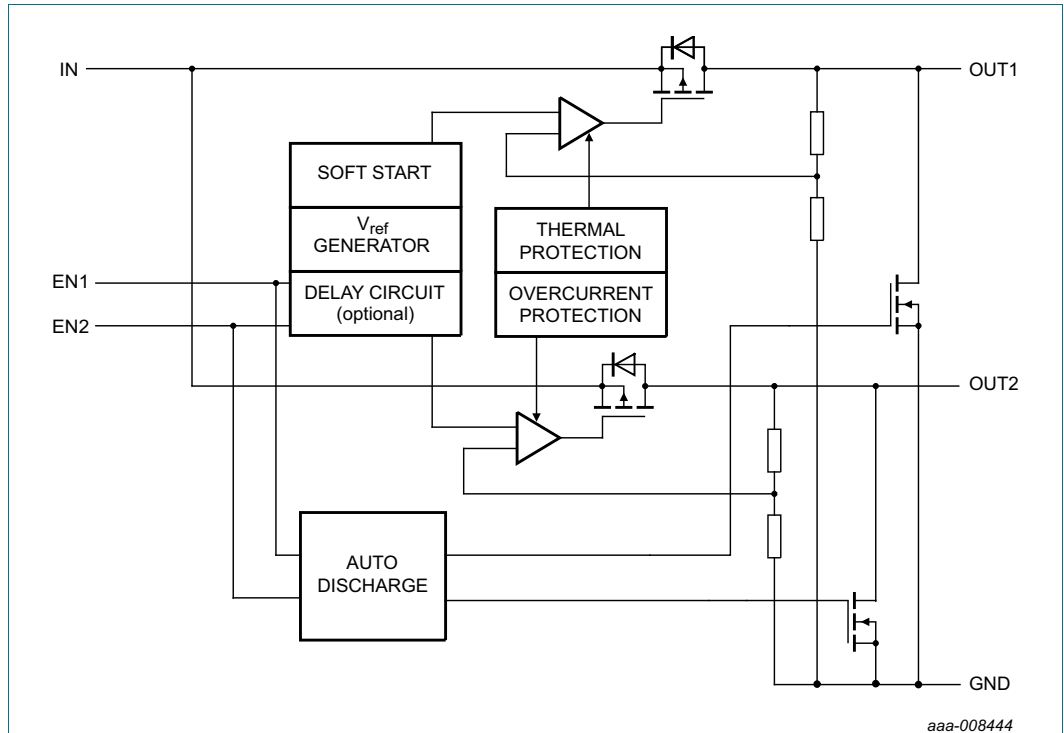 IN
OUT1
SOFT START
Vref
GENERATOR
THERMAL
PROTECTION
EN1
DELAY CIRCUIT
(optional)
OVERCURRENT
PROTECTION
EN2
OUT2
AUTO
DISCHARGE
GND
aaa-008444